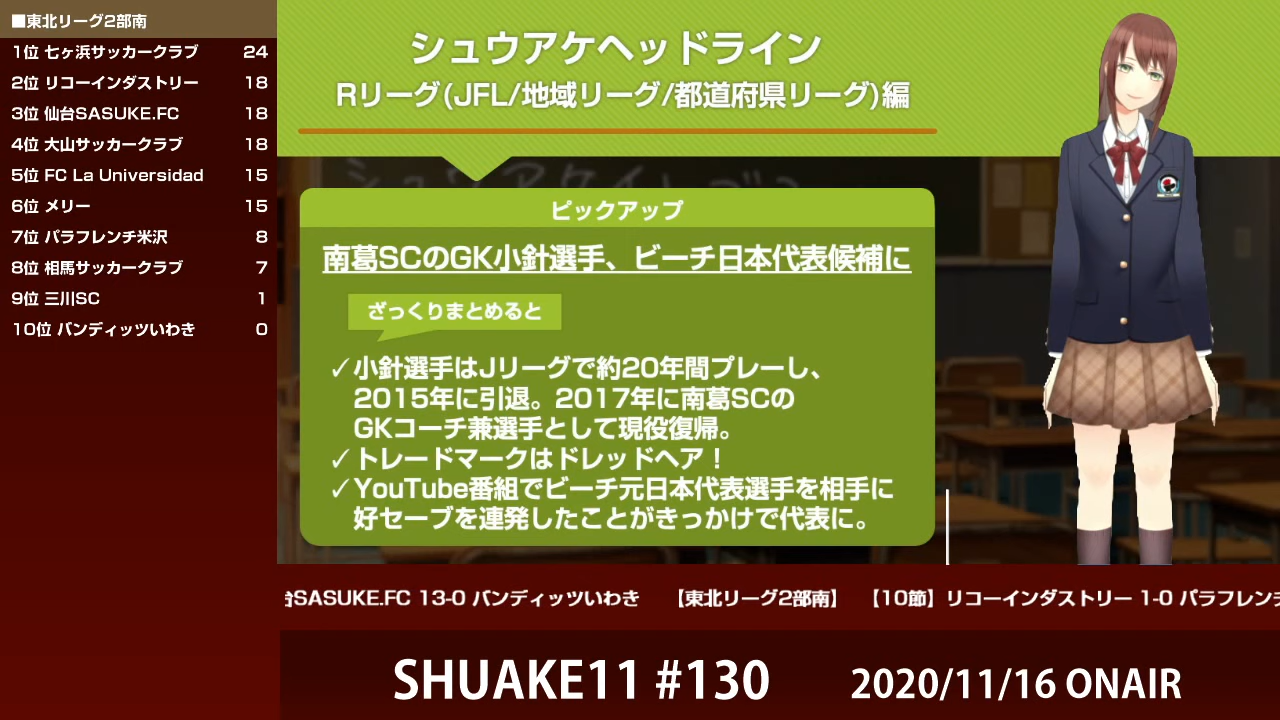 ■東北リーグ2部南
1位 七ヶ浜サッカークラブ 24
2位 リコーインダストリー 18
3位 仙台SASUKE.FC 18
4位 大山サッカークラブ 18
5位 FC La Universidad 15
6位 メリー 15
7位 パラフレンチ米沢 8
8位 相馬サッカークラブ 7
9位 三川SC 1
10位 バンディッツいわき 0
シュウアケヘッドライン
Rリーグ(JFL/地域リーグ/都道府県リーグ)編
ピックアップ
南葛SCのGK小針選手、ビーチ日本代表候補に
ざっくりまとめると
✓小針選手はJリーグで約20年間プレーし、
2015年に引退。2017年に南葛SCの
GKコーチ兼選手として現役復帰。
✓トレードマークはドレッドヘア！
✓YouTube番組でビーチ元日本代表選手を相手に
好セーブを連発したことがきっかけで代表に。
台SASUKE.FC 13-0 バンディッツいわき 【東北リーグ2部南】 【10節】リコーインダストリー 1-0 パラフレンチ
SHUAKE11 #130 2020/11/16 ONAIR